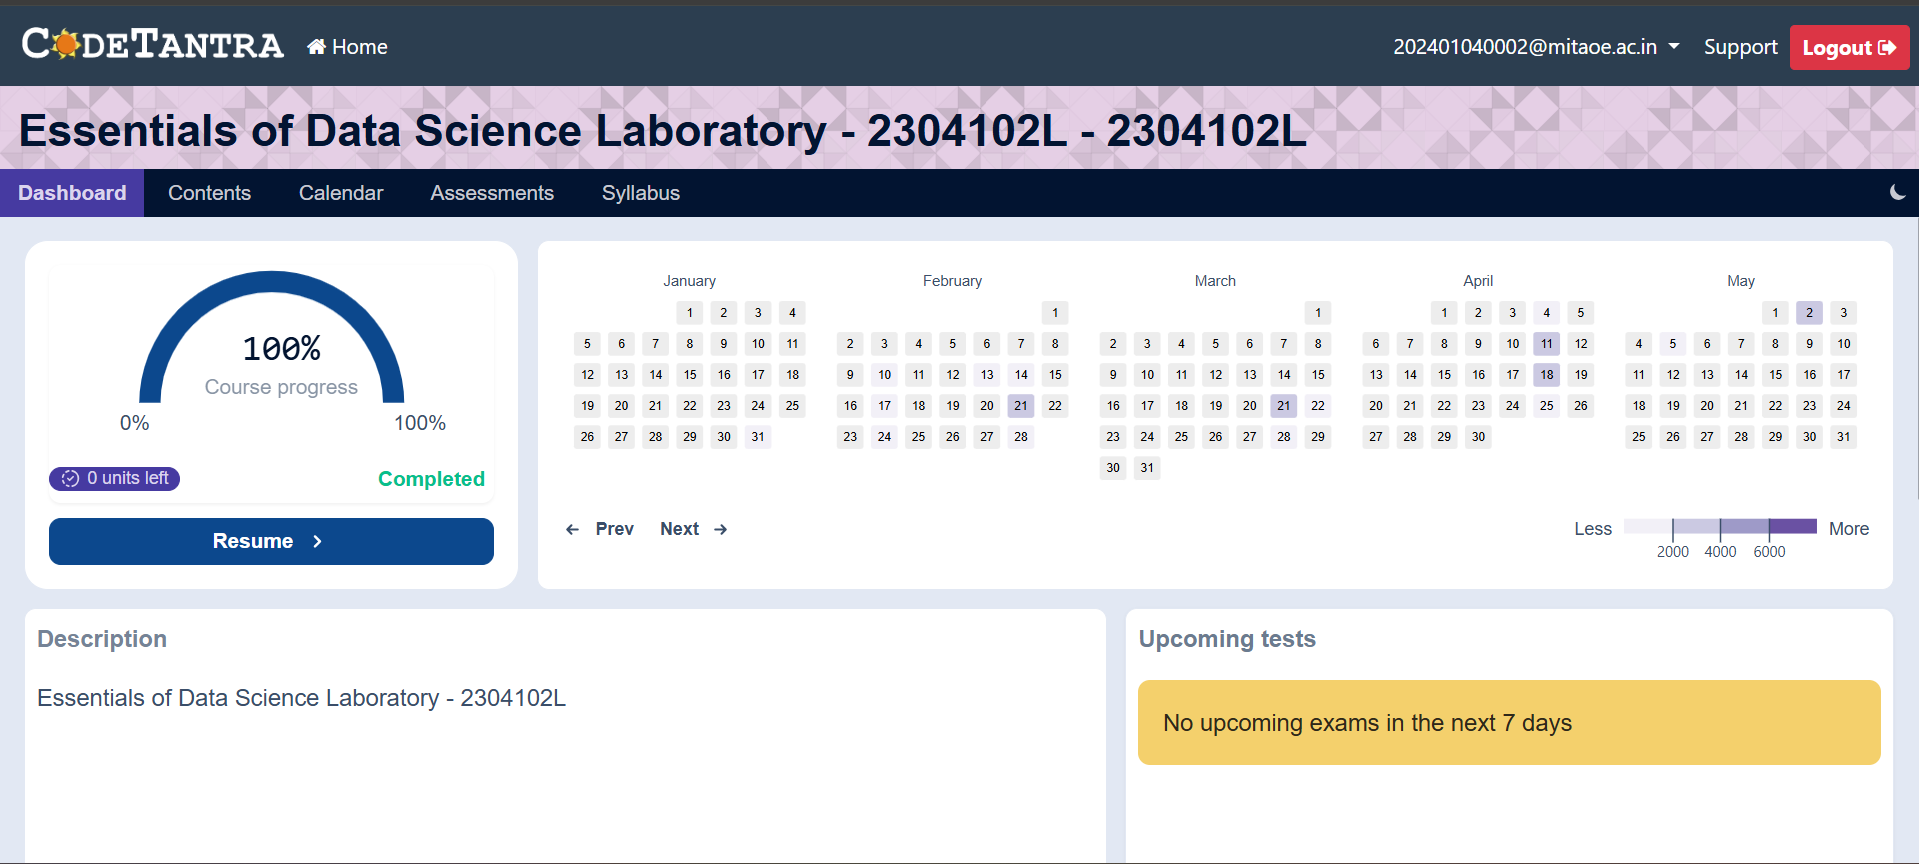 CODETANTRA Home 202401040002@mitaoe.ac.in Support Logout
Essentials of Data Science Laboratory - 2304102L - 2304102L
Dashboard Contents Calendar Assessments Syllabus
100%
Course progress
0% 100%
0 units left Completed
Resume
January
1 2 3 4
5 6 7 8 9 10 11
12 13 14 15 16 17 18
19 20 21 22 23 24 25
26 27 28 29 30 31
February
1
2 3 4 5 6 7 8
9 10 11 12 13 14 15
16 17 18 19 20 21 22
23 24 25 26 27 28
March
1
2 3 4 5 6 7 8
9 10 11 12 13 14 15
16 17 18 19 20 21 22
23 24 25 26 27 28 29
30 31
April
1 2 3 4 5
6 7 8 9 10 11 12
13 14 15 16 17 18 19
20 21 22 23 24 25 26
27 28 29 30
May
1 2 3
4 5 6 7 8 9 10
11 12 13 14 15 16 17
18 19 20 21 22 23 24
25 26 27 28 29 30 31
← Prev Next →
Less More
2000 4000 6000
Description
Essentials of Data Science Laboratory - 2304102L
Upcoming tests
No upcoming exams in the next 7 days